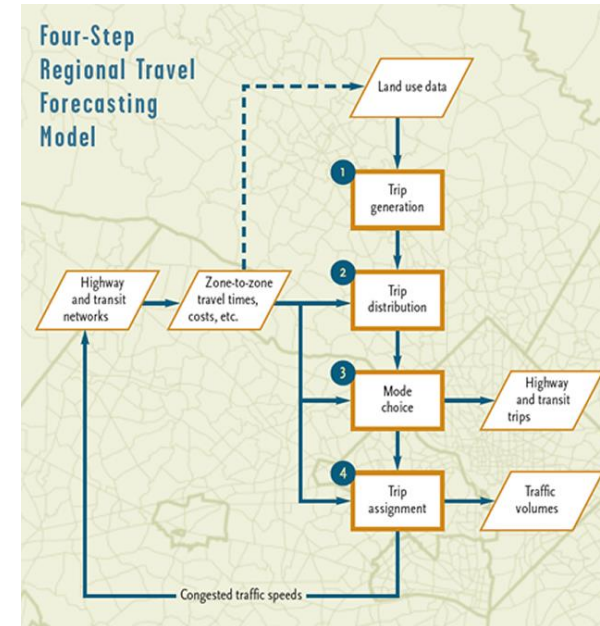 Four-Step
Regional Travel
Forecasting
Model
Land use data
1
Trip
generation
2
Trip
distribution
Highway
and transit
networks
Zone-to-zone
travel times,
costs, etc.
3
Mode
choice
Highway
and transit
trips
4
Trip
assignment
Traffic
volumes
Congested traffic speeds